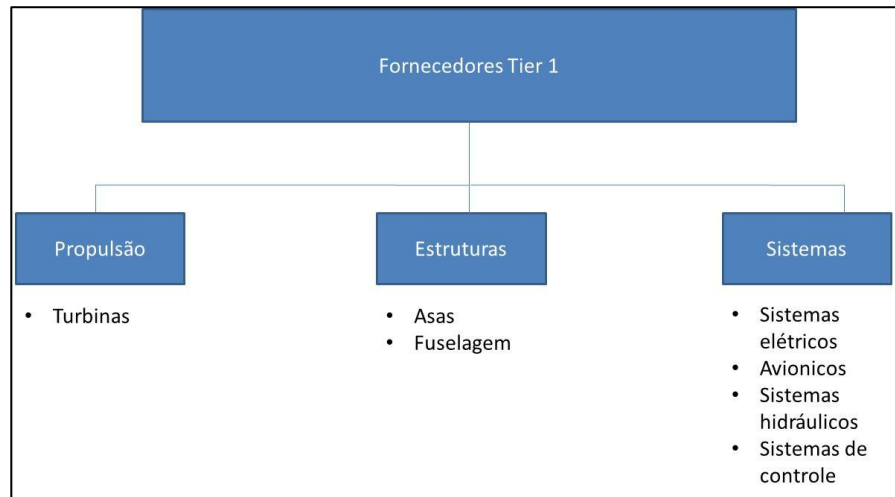 Fornecedores Tier 1
Propulsão
Estruturas
Sistemas
• Turbinas
• Asas
• Fuselagem
• Sistemas
elétricos
• Avionicos
• Sistemas
hidráulicos
• Sistemas de
controle